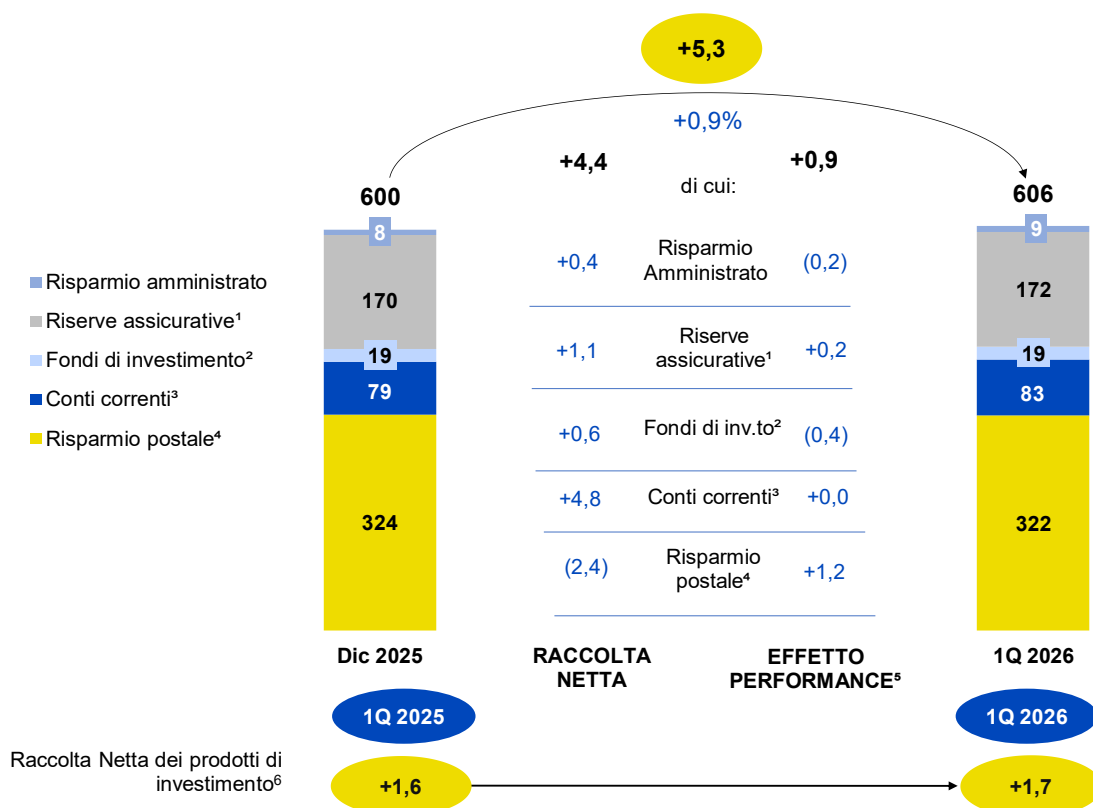 +5,3
+0,9%
+4,4
+0,9
di cui:
600
606
Risparmio amministrato
Riserve assicurative¹
Fondi di investimento²
Conti correnti³
Risparmio postale⁴
8
170
19
79
324
+0,4
Risparmio
Amministrato
(0,2)
+1,1
Riserve
assicurative¹
+0,2
+0,6
Fondi di inv.to²
(0,4)
+4,8
Conti correnti³
+0,0
(2,4)
Risparmio
postale⁴
+1,2
9
172
19
83
322
Dic 2025
RACCOLTA
NETTA
EFFETTO
PERFORMANCE⁵
1Q 2026
1Q 2025
1Q 2026
Raccolta Netta dei prodotti di
investimento⁶
+1,6
+1,7